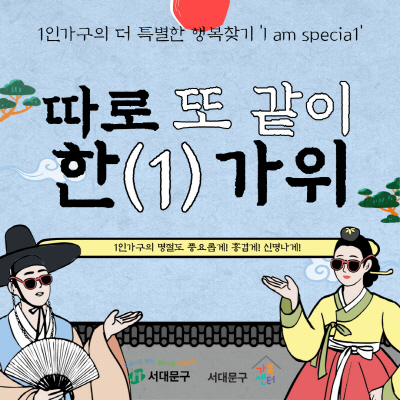 1인가구의 더 특별한 행복찾기 'I am specia1'
따로 또 같이
한(1)가위
1인가구의 명절도 풍요롭게! 흥겹게! 신명나게!
서대문구 서대문구 가족센터